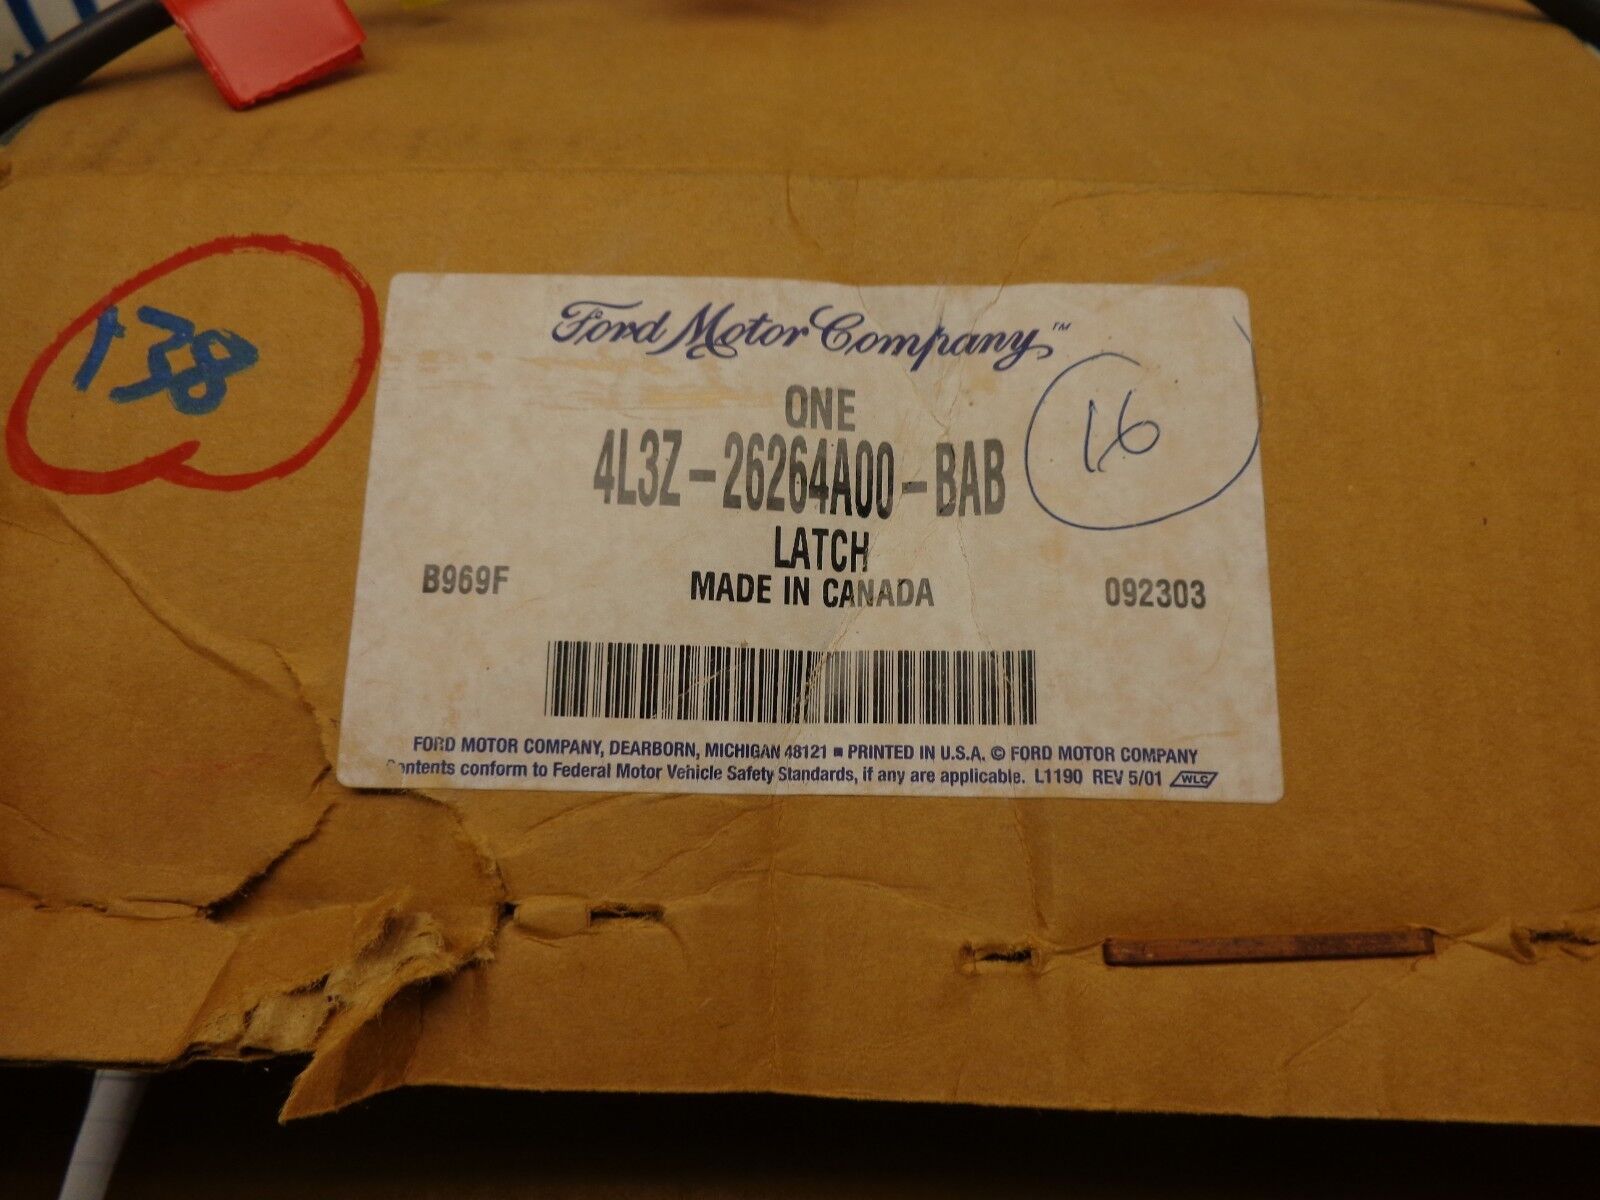 138
Ford Motor Company™
ONE
16
4L3Z-26264A00-BAB
LATCH
B969F MADE IN CANADA 092303
FORD MOTOR COMPANY, DEARBORN, MICHIGAN 48121 ■ PRINTED IN U.S.A. © FORD MOTOR COMPANY
Contents conform to Federal Motor Vehicle Safety Standards, if any are applicable. L1190 REV 5/01 WLC